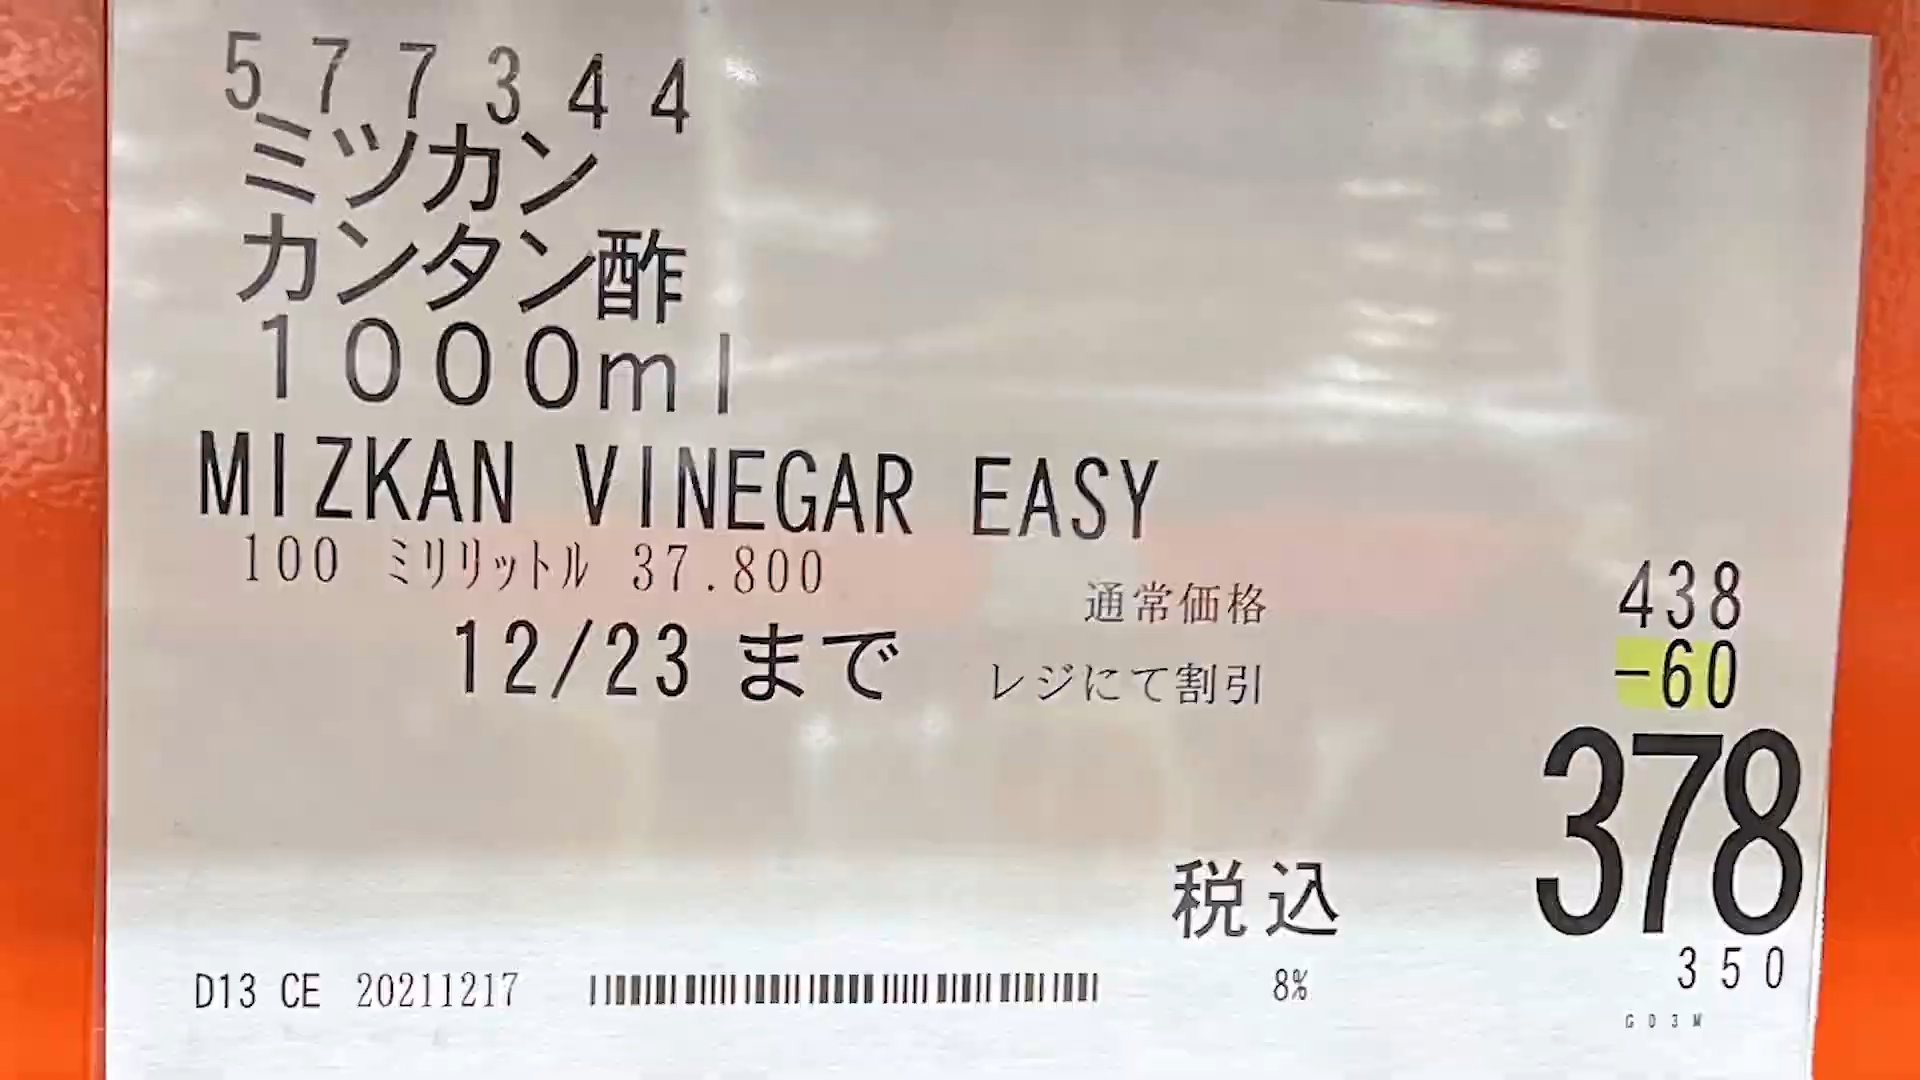 577344
ミツカン
カンタン酢
1000ml
MIZKAN VINEGAR EASY
100 ミリリットル 37.800
通常価格 438
12/23 まで レジにて割引 -60
378
税込
350
D13 CE 20211217 8%
GD3M